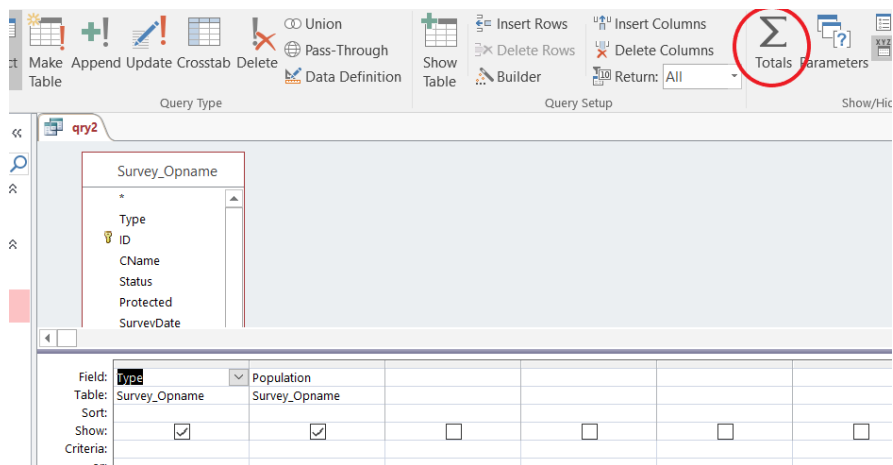 Make Table
Append
Update
Crosstab
Delete
Union
Pass-Through
Data Definition
Query Type
Show Table
Insert Rows
Delete Rows
Builder
Insert Columns
Delete Columns
Return: All
Query Setup
Totals
Parameters
XYZ
Show/Hid
qry2
Survey_Opname
*
Type
ID
CName
Status
Protected
SurveyDate
Field: Type Population
Table: Survey_Opname Survey_Opname
Sort:
Show:
Criteria: